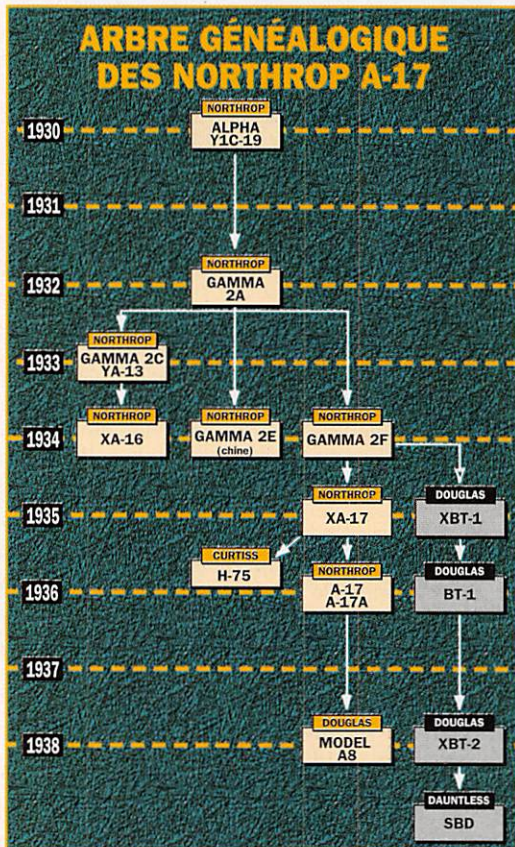 ARBRE GÉNÉALOGIQUE
DES NORTHROP A-17
NORTHROP
1930
ALPHA
Y1C-19
1931
NORTHROP
1932
GAMMA
2A
NORTHROP
1933
GAMMA 2C
YA-13
NORTHROP
NORTHROP
NORTHROP
1934
XA-16
GAMMA 2E
(chine)
GAMMA 2F
NORTHROP
DOUGLAS
1935
XA-17
XBT-1
CURTISS
H-75
NORTHROP
DOUGLAS
1936
A-17
A-17A
BT-1
1937
DOUGLAS
DOUGLAS
1938
MODEL
A8
XBT-2
DAUNTLESS
SBD